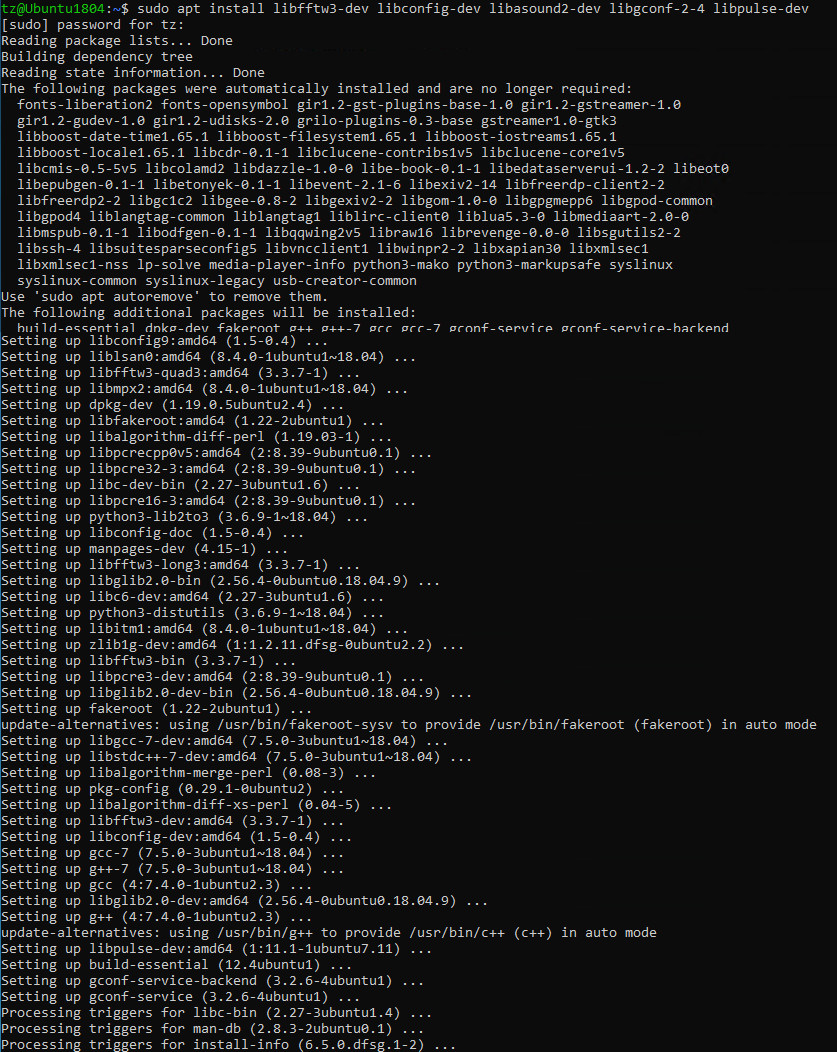 tz@Ubuntu1804:~$ sudo apt install libfftw3-dev libconfig-dev libasound2-dev libgconf-2-4 libpulse-dev
[sudo] password for tz:
Reading package lists... Done
Building dependency tree
Reading state information... Done
The following packages were automatically installed and are no longer required:
  fonts-liberation2 fonts-opensymbol gir1.2-gst-plugins-base-1.0 gir1.2-gstreamer-1.0
  gir1.2-gudev-1.0 gir1.2-udisks-2.0 grilo-plugins-0.3-base gstreamer1.0-gtk3
  libboost-date-time1.65.1 libboost-filesystem1.65.1 libboost-iostreams1.65.1
  libboost-locale1.65.1 libcdr-0.1-1 libclucene-contribs1v5 libclucene-core1v5
  libcmis-0.5-5v5 libcolamd2 libdazzle-1.0-0 libe-book-0.1-1 libedataserverui-1.2-2 libeot0
  libepubgen-0.1-1 libetonyek-0.1-1 libevent-2.1-6 libexiv2-14 libfreerdp-client2-2
  libfreerdp2-2 libgc1c2 libgee-0.8-2 libgexiv2-2 libgom-1.0-0 libgpgmepp6 libgpod-common
  libgpod4 liblangtag-common liblangtag1 liblirc-client0 liblua5.3-0 libmediaart-2.0-0
  libmspub-0.1-1 libodfgen-0.1-1 libqqwing2v5 libraw16 librevenge-0.0-0 libsgutils2-2
  libssh-4 libsuitesparseconfig5 libvncclient1 libwinpr2-2 libxapian30 libxmlsec1
  libxmlsec1-nss lp-solve media-player-info python3-mako python3-markupsafe syslinux
  syslinux-common syslinux-legacy usb-creator-common
Use 'sudo apt autoremove' to remove them.
The following additional packages will be installed:
  build-essential dpkg-dev fakeroot g++ g++-7 gcc gcc-7 gconf-service gconf-service-backend
Setting up libconfig9:amd64 (1.5-0.4) ...
Setting up liblsan0:amd64 (8.4.0-1ubuntu1~18.04) ...
Setting up libfftw3-quad3:amd64 (3.3.7-1) ...
Setting up libmpx2:amd64 (8.4.0-1ubuntu1~18.04) ...
Setting up dpkg-dev (1.19.0.5ubuntu2.4) ...
Setting up libfakeroot:amd64 (1.22-2ubuntu1) ...
Setting up libalgorithm-diff-perl (1.19.03-1) ...
Setting up libpcrecpp0v5:amd64 (2:8.39-9ubuntu0.1) ...
Setting up libpcre32-3:amd64 (2:8.39-9ubuntu0.1) ...
Setting up libc-dev-bin (2.27-3ubuntu1.6) ...
Setting up libpcre16-3:amd64 (2:8.39-9ubuntu0.1) ...
Setting up python3-lib2to3 (3.6.9-1~18.04) ...
Setting up libconfig-doc (1.5-0.4) ...
Setting up manpages-dev (4.15-1) ...
Setting up libfftw3-long3:amd64 (3.3.7-1) ...
Setting up libglib2.0-bin (2.56.4-0ubuntu0.18.04.9) ...
Setting up libc6-dev:amd64 (2.27-3ubuntu1.6) ...
Setting up python3-distutils (3.6.9-1~18.04) ...
Setting up libitm1:amd64 (8.4.0-1ubuntu1~18.04) ...
Setting up zlib1g-dev:amd64 (1:1.2.11.dfsg-0ubuntu2.2) ...
Setting up libfftw3-bin (3.3.7-1) ...
Setting up libpcre3-dev:amd64 (2:8.39-9ubuntu0.1) ...
Setting up libglib2.0-dev-bin (2.56.4-0ubuntu0.18.04.9) ...
Setting up fakeroot (1.22-2ubuntu1) ...
update-alternatives: using /usr/bin/fakeroot-sysv to provide /usr/bin/fakeroot (fakeroot) in auto mode
Setting up libgcc-7-dev:amd64 (7.5.0-3ubuntu1~18.04) ...
Setting up libstdc++-7-dev:amd64 (7.5.0-3ubuntu1~18.04) ...
Setting up libalgorithm-merge-perl (0.08-3) ...
Setting up pkg-config (0.29.1-0ubuntu2) ...
Setting up libalgorithm-diff-xs-perl (0.04-5) ...
Setting up libfftw3-dev:amd64 (3.3.7-1) ...
Setting up libconfig-dev:amd64 (1.5-0.4) ...
Setting up gcc-7 (7.5.0-3ubuntu1~18.04) ...
Setting up g++-7 (7.5.0-3ubuntu1~18.04) ...
Setting up gcc (4:7.4.0-1ubuntu2.3) ...
Setting up libglib2.0-dev:amd64 (2.56.4-0ubuntu0.18.04.9) ...
Setting up g++ (4:7.4.0-1ubuntu2.3) ...
update-alternatives: using /usr/bin/g++ to provide /usr/bin/c++ (c++) in auto mode
Setting up libpulse-dev:amd64 (1:11.1-1ubuntu7.11) ...
Setting up build-essential (12.4ubuntu1) ...
Setting up gconf-service-backend (3.2.6-4ubuntu1) ...
Setting up gconf-service (3.2.6-4ubuntu1) ...
Processing triggers for libc-bin (2.27-3ubuntu1.4) ...
Processing triggers for man-db (2.8.3-2ubuntu0.1) ...
Processing triggers for install-info (6.5.0.dfsg.1-2) ...